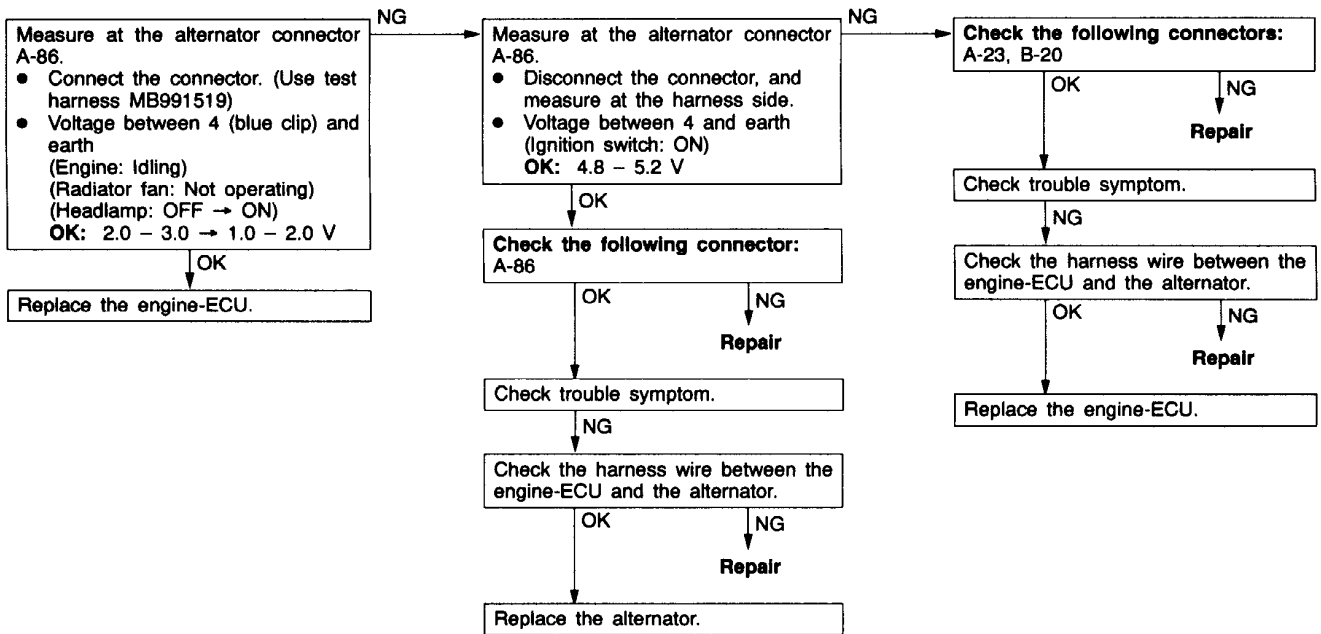 Measure at the alternator connector
A-86.
● Connect the connector. (Use test
harness MB991519)
● Voltage between 4 (blue clip) and
earth
(Engine: Idling)
(Radiator fan: Not operating)
(Headlamp: OFF → ON)
OK: 2.0 – 3.0 → 1.0 – 2.0 V
NG
OK
Replace the engine-ECU.
Measure at the alternator connector
A-86.
● Disconnect the connector, and
measure at the harness side.
● Voltage between 4 and earth
(Ignition switch: ON)
OK: 4.8 – 5.2 V
NG
OK
Check the following connector:
A-86
OK
NG
Repair
Check trouble symptom.
NG
Check the harness wire between the
engine-ECU and the alternator.
OK
NG
Repair
Replace the alternator.
Check the following connectors:
A-23, B-20
OK
NG
Repair
Check trouble symptom.
NG
Check the harness wire between the
engine-ECU and the alternator.
OK
NG
Repair
Replace the engine-ECU.